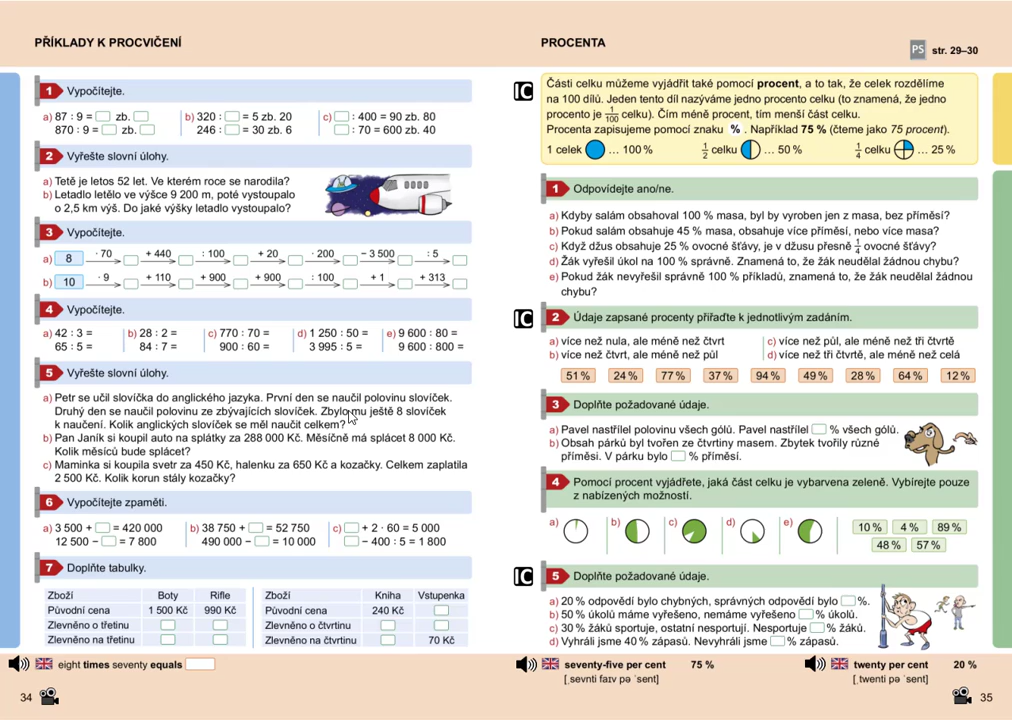 PŘÍKLADY K PROCVIČENÍ
1 Vypočítejte.
a) 87 : 9 = zb.
870 : 9 = zb.
b) 320 : = 5 zb. 20
246 : = 30 zb. 6
c) : 400 = 90 zb. 80
: 70 = 600 zb. 40
2 Vyřešte slovní úlohy.
a) Tetě je letos 52 let. Ve kterém roce se narodila?
b) Letadlo letělo ve výšce 9 200 m, poté vystoupalo
o 2,5 km výš. Do jaké výšky letadlo vystoupalo?
3 Vypočítejte.
a) 8 · 70 + 440 : 100 + 20 · 200 − 3 500 : 5
b) 10 · 9 + 110 + 900 + 900 : 100 + 1 + 313
4 Vypočítejte.
a) 42 : 3 =
65 : 5 =
b) 28 : 2 =
84 : 7 =
c) 770 : 70 =
900 : 60 =
d) 1 250 : 50 =
3 995 : 5 =
e) 9 600 : 80 =
9 600 : 800 =
5 Vyřešte slovní úlohy.
a) Petr se učil slovíčka do anglického jazyka. První den se naučil polovinu slovíček.
Druhý den se naučil polovinu ze zbývajících slovíček. Zbylo mu ještě 8 slovíček
k naučení. Kolik anglických slovíček se měl naučit celkem?
b) Pan Janík si koupil auto na splátky za 288 000 Kč. Měsíčně má splácet 8 000 Kč.
Kolik měsíců bude splácet?
c) Maminka si koupila svetr za 450 Kč, halenku za 650 Kč a kozačky. Celkem zaplatila
2 500 Kč. Kolik korun stály kozačky?
6 Vypočítejte zpaměti.
a) 3 500 + = 420 000
12 500 − = 7 800
b) 38 750 + = 52 750
490 000 − = 10 000
c) + 2 · 60 = 5 000
− 400 : 5 = 1 800
7 Doplňte tabulky.
Zboží Boty Rifle
Původní cena 1 500 Kč 990 Kč
Zlevněno o třetinu
Zlevněno na třetinu
Zboží Kniha Vstupenka
Původní cena 240 Kč
Zlevněno o čtvrtinu
Zlevněno na čtvrtinu 70 Kč
eight times seventy equals
34
PROCENTA
PS str. 29–30
Části celku můžeme vyjádřit také pomocí procent, a to tak, že celek rozdělíme
na 100 dílů. Jeden tento díl nazýváme jedno procento celku (to znamená, že jedno
procento je 1/100 celku). Čím méně procent, tím menší část celku.
Procenta zapisujeme pomocí znaku %. Například 75 % (čteme jako 75 procent).
1 celek … 100 % 1/2 celku … 50 % 1/4 celku … 25 %
1 Odpovídejte ano/ne.
a) Kdyby salám obsahoval 100 % masa, byl by vyroben jen z masa, bez příměsí?
b) Pokud salám obsahuje 45 % masa, obsahuje více příměsí, nebo více masa?
c) Když džus obsahuje 25 % ovocné šťávy, je v džusu přesně 1/4 ovocné šťávy?
d) Žák vyřešil úkol na 100 % správně. Znamená to, že žák neudělal žádnou chybu?
e) Pokud žák nevyřešil správně 100 % příkladů, znamená to, že žák neudělal žádnou
chybu?
2 Údaje zapsané procenty přiřaďte k jednotlivým zadáním.
a) více než nula, ale méně než čtvrt
b) více než čtvrt, ale méně než půl
c) více než půl, ale méně než tři čtvrtě
d) více než tři čtvrtě, ale méně než celá
51 % 24 % 77 % 37 % 94 % 49 % 28 % 64 % 12 %
3 Doplňte požadované údaje.
a) Pavel nastřílel polovinu všech gólů. Pavel nastřílel % všech gólů.
b) Obsah párků byl tvořen ze čtvrtiny masem. Zbytek tvořily různé
příměsi. V párku bylo % příměsí.
4 Pomocí procent vyjádřete, jaká část celku je vybarvena zeleně. Vybírejte pouze
z nabízených možností.
a) b) c) d) e)
10 % 4 % 89 %
48 % 57 %
5 Doplňte požadované údaje.
a) 20 % odpovědí bylo chybných, správných odpovědí bylo %.
b) 50 % úkolů máme vyřešeno, nemáme vyřešeno % úkolů.
c) 30 % žáků sportuje, ostatní nesportují. Nesportuje % žáků.
d) Vyhráli jsme 40 % zápasů. Nevyhráli jsme % zápasů.
seventy-five per cent 75 %
[ˌsevnti faɪv pə ˈsent]
twenty per cent 20 %
[ˌtwenti pə ˈsent]
35